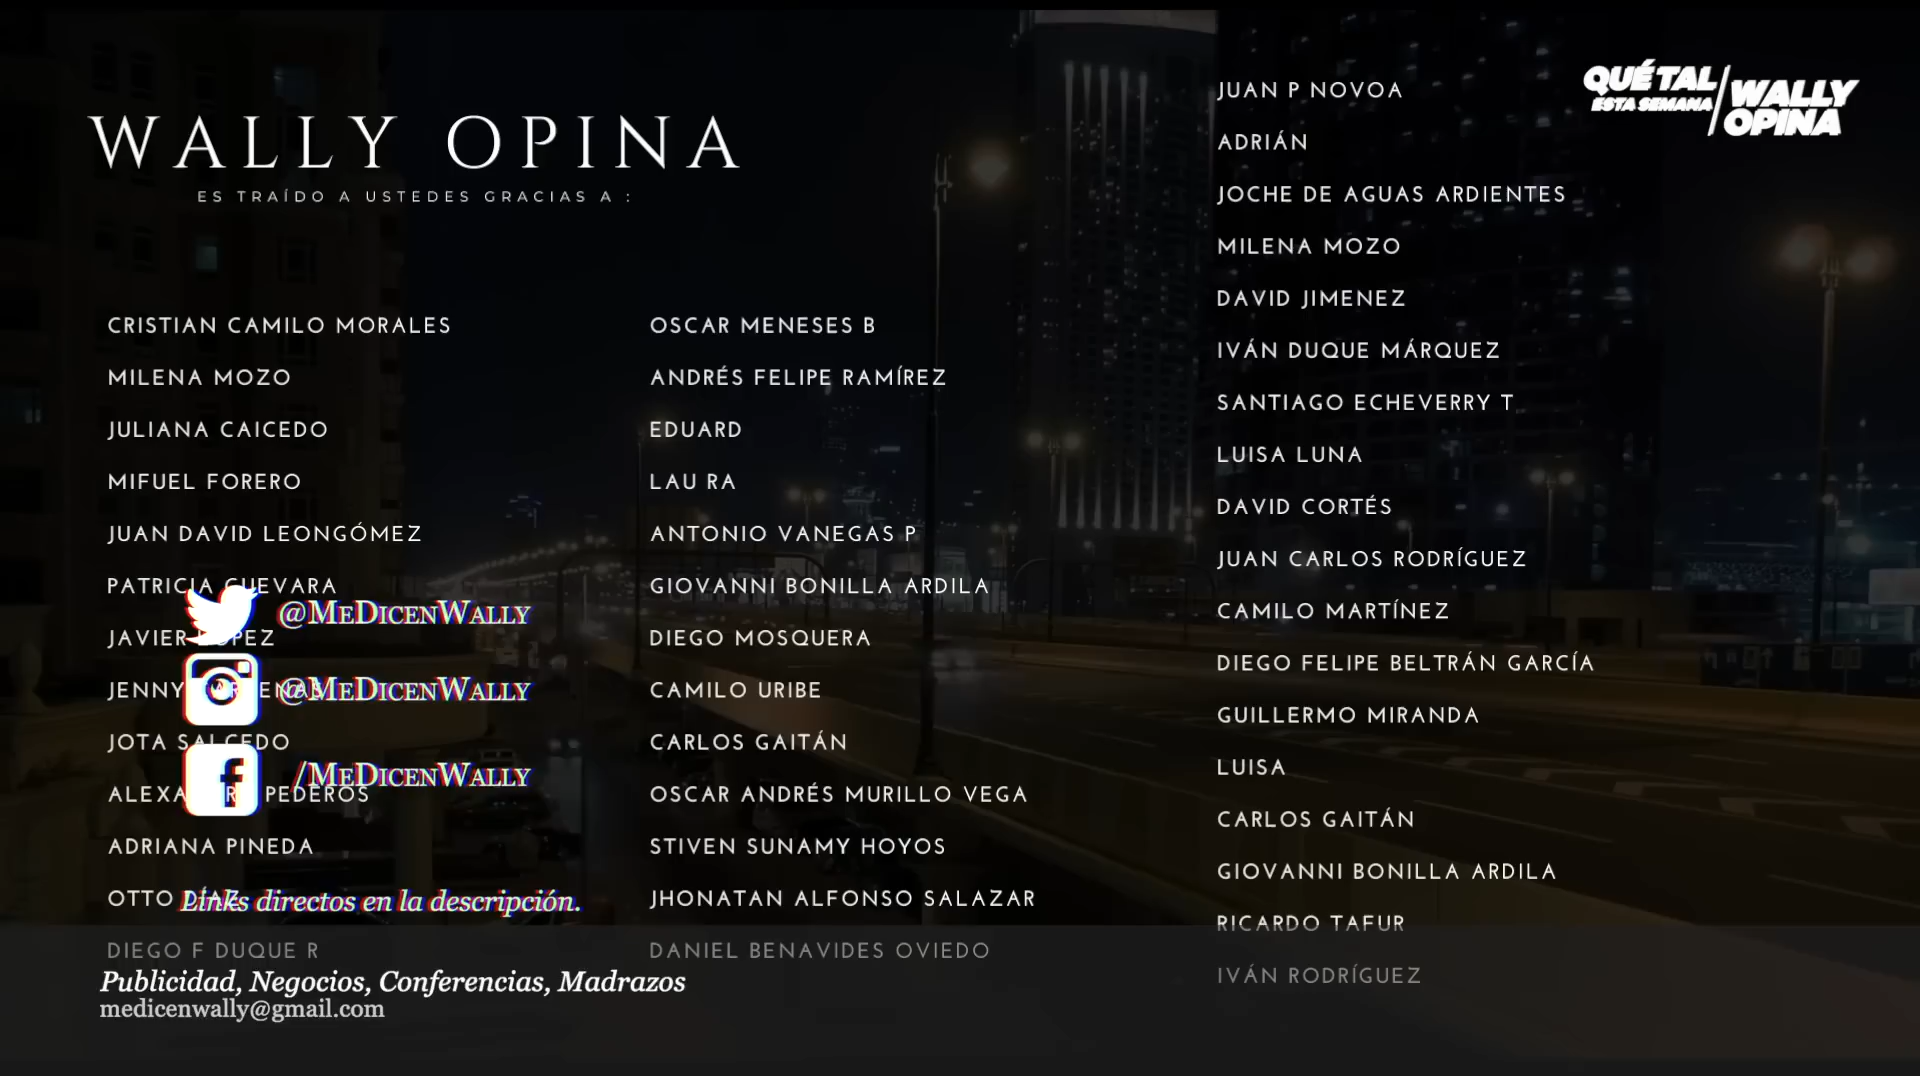 WALLY OPINA
ES TRAÍDO A USTEDES GRACIAS A :
CRISTIAN CAMILO MORALES
MILENA MOZO
JULIANA CAICEDO
MIFUEL FORERO
JUAN DAVID LEONGÓMEZ
PATRICIA GUEVARA
JAVIER LOPEZ
JENNY CARDENAS
JOTA SALCEDO
PEDEROS
ADRIANA PINEDA
OTTO DÍAZ
DIEGO F DUQUE R
@MEDICENWALLY
@MEDICENWALLY
/MEDICENWALLY
Links directos en la descripción.
Publicidad, Negocios, Conferencias, Madrazos
medicenwally@gmail.com
OSCAR MENESES B
ANDRÉS FELIPE RAMÍREZ
EDUARD
LAU RA
ANTONIO VANEGAS P
GIOVANNI BONILLA ARDILA
DIEGO MOSQUERA
CAMILO URIBE
CARLOS GAITÁN
OSCAR ANDRÉS MURILLO VEGA
STIVEN SUNAMY HOYOS
JHONATAN ALFONSO SALAZAR
DANIEL BENAVIDES OVIEDO
JUAN P NOVOA
ADRIÁN
JOCHE DE AGUAS ARDIENTES
MILENA MOZO
DAVID JIMENEZ
IVÁN DUQUE MÁRQUEZ
SANTIAGO ECHEVERRY T
LUISA LUNA
DAVID CORTÉS
JUAN CARLOS RODRÍGUEZ
CAMILO MARTÍNEZ
DIEGO FELIPE BELTRÁN GARCÍA
GUILLERMO MIRANDA
LUISA
CARLOS GAITÁN
GIOVANNI BONILLA ARDILA
RICARDO TAFUR
IVÁN RODRÍGUEZ
QUÉ TAL
ESTA SEMANA
WALLY
OPINA